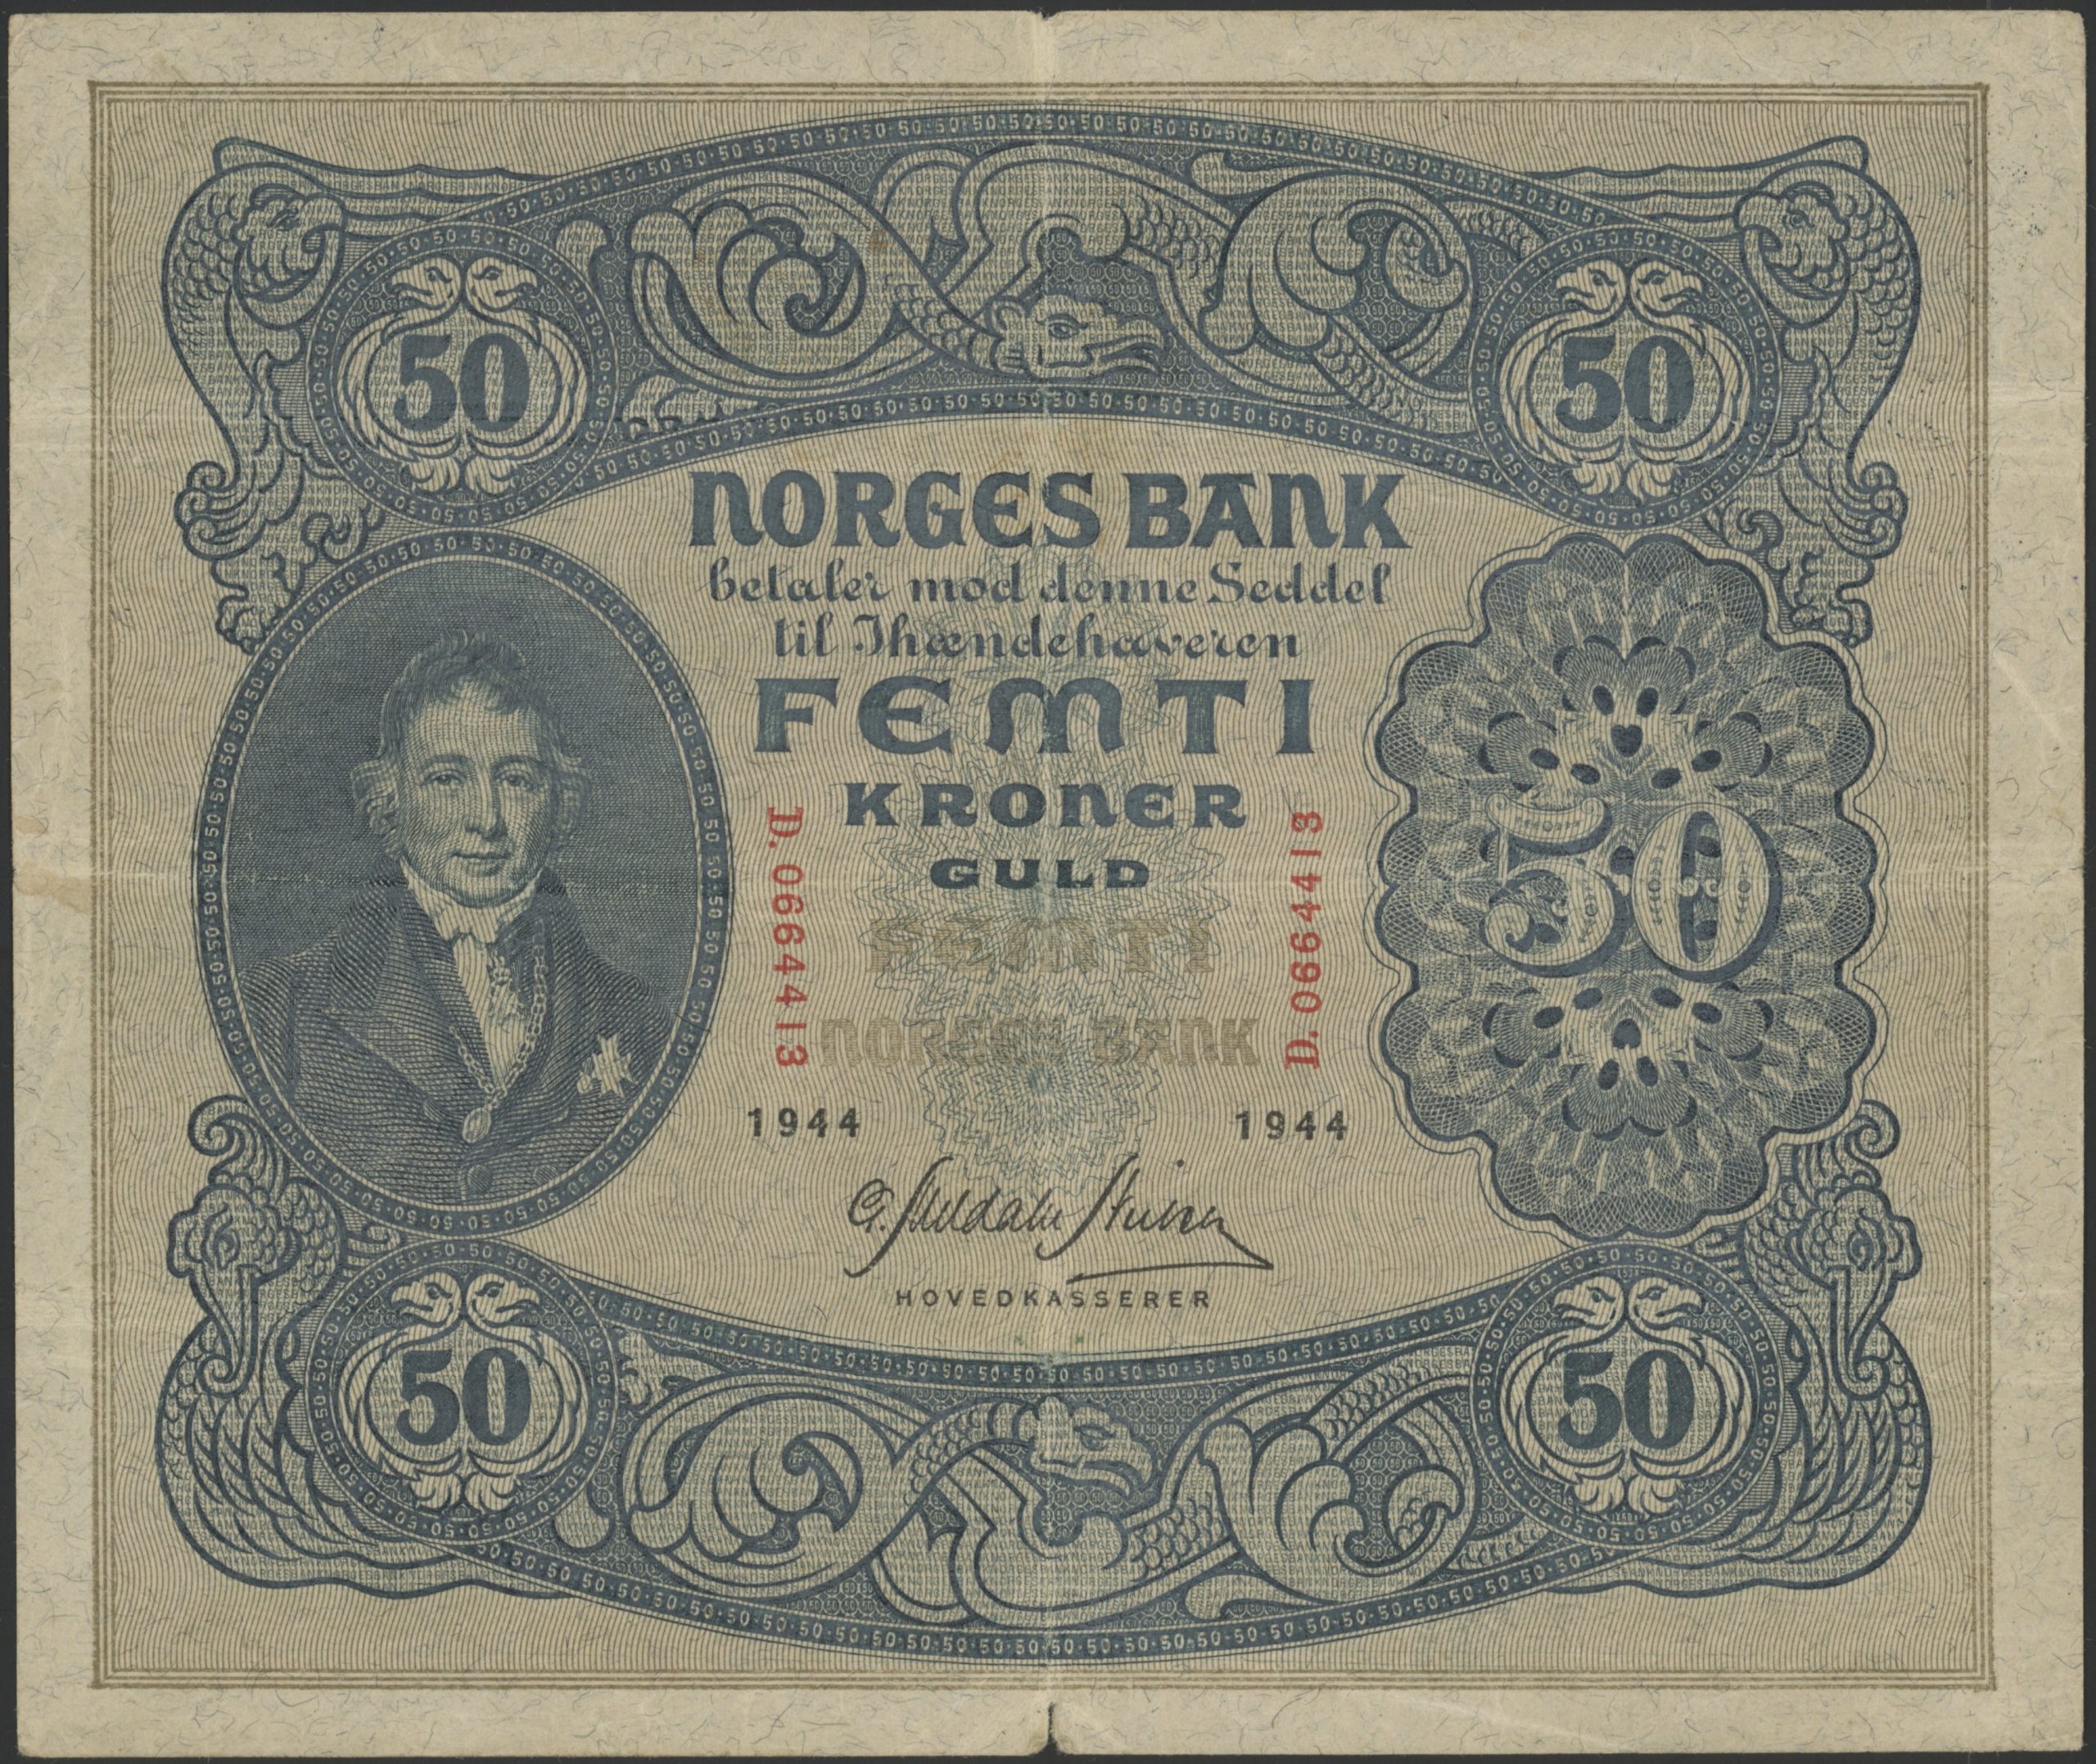 50
50
NORGES BANK
betaler mod denne Seddel
til Ihændehaveren
FEMTI
KRONER
GULD
50
D. 0664413
D. 0664413
FEMTI
NORGES BANK
1944
1944
HOVEDKASSERER
50
50